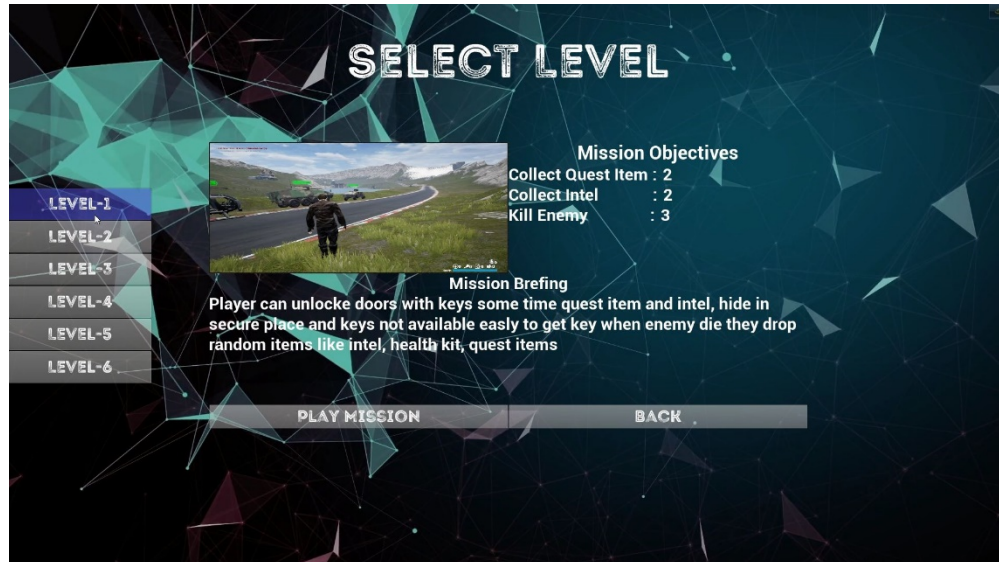 SELECT LEVEL
Mission Objectives
Collect Quest Item : 2
Collect Intel : 2
Kill Enemy : 3
LEVEL-1
LEVEL-2
LEVEL-3
LEVEL-4
LEVEL-5
LEVEL-6
Mission Brefing
Player can unlocke doors with keys some time quest item and intel, hide in
secure place and keys not available easily to get key when enemy die they drop
random items like intel, health kit, quest items
PLAY MISSION
BACK